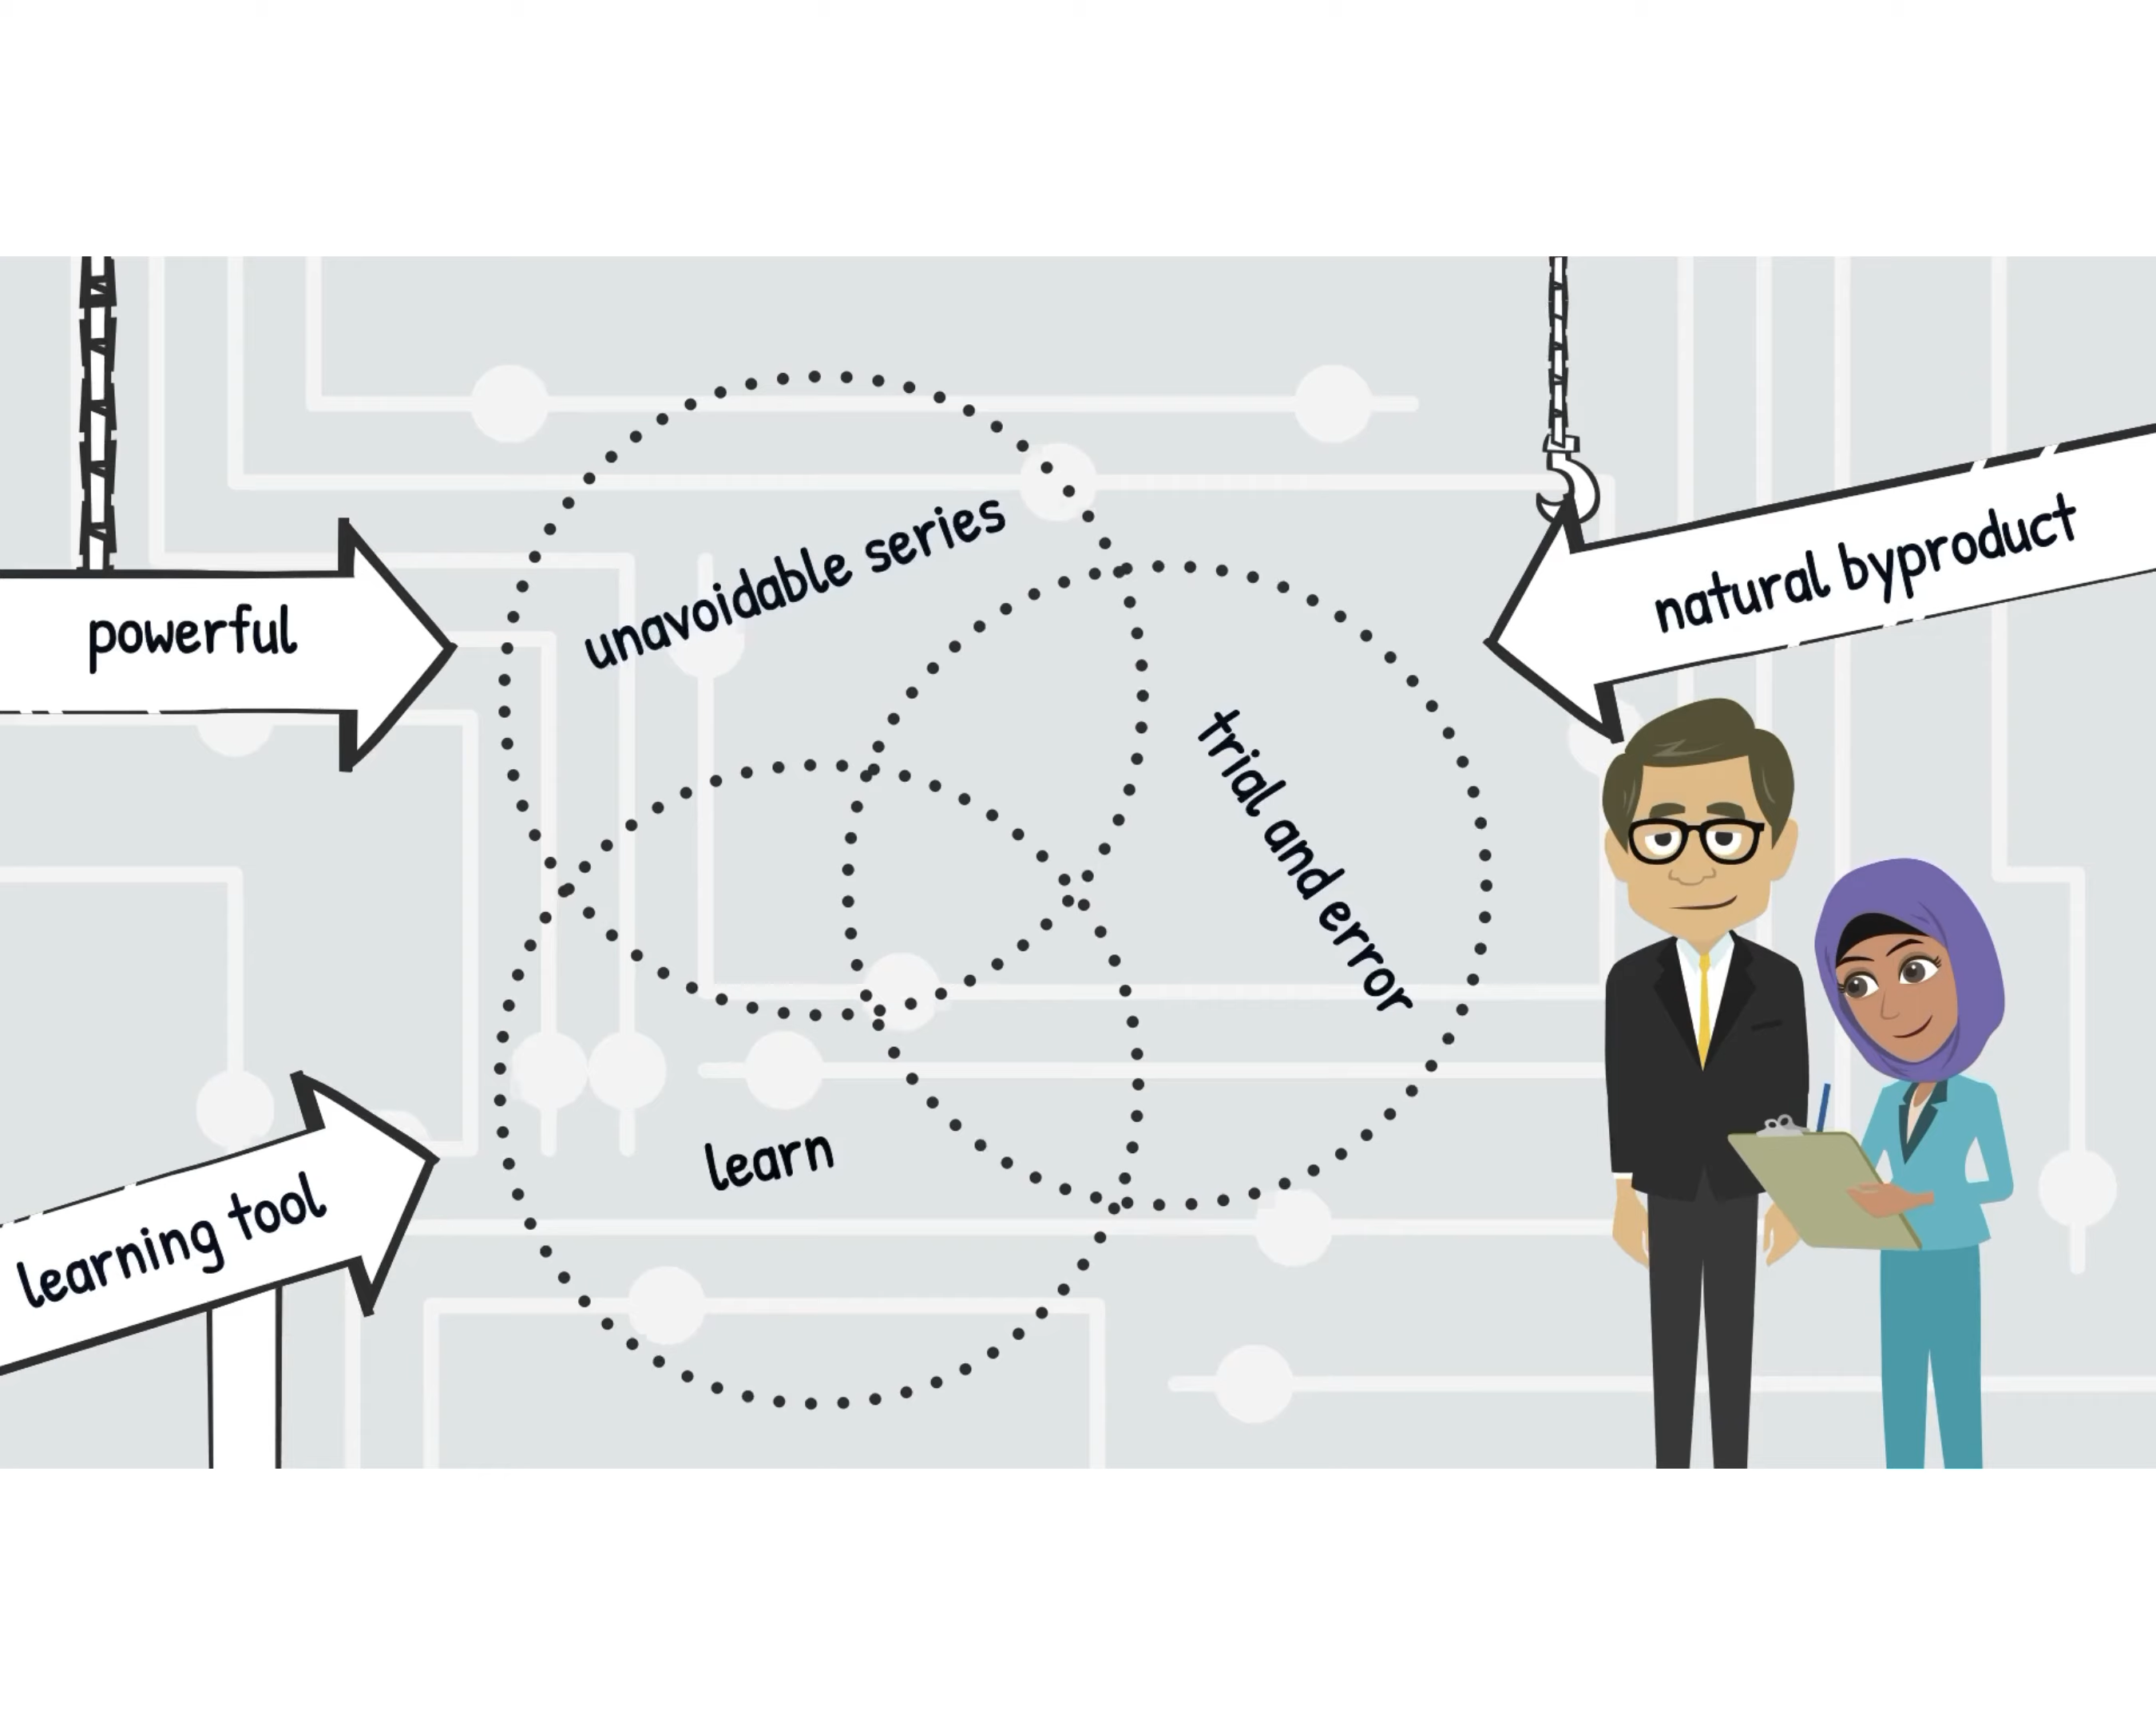 unavoidable series
natural byproduct
powerful
trial and error
learn
learning tool